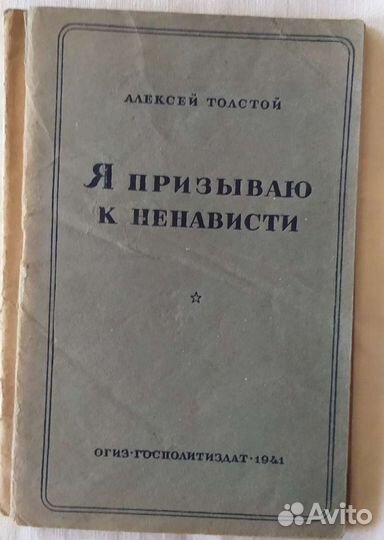 АЛЕКСЕЙ ТОЛСТОЙ
Я ПРИЗЫВАЮ
К НЕНАВИСТИ
ОГИЗ·ГОСПОЛИТИЗДАТ·1941
Avito